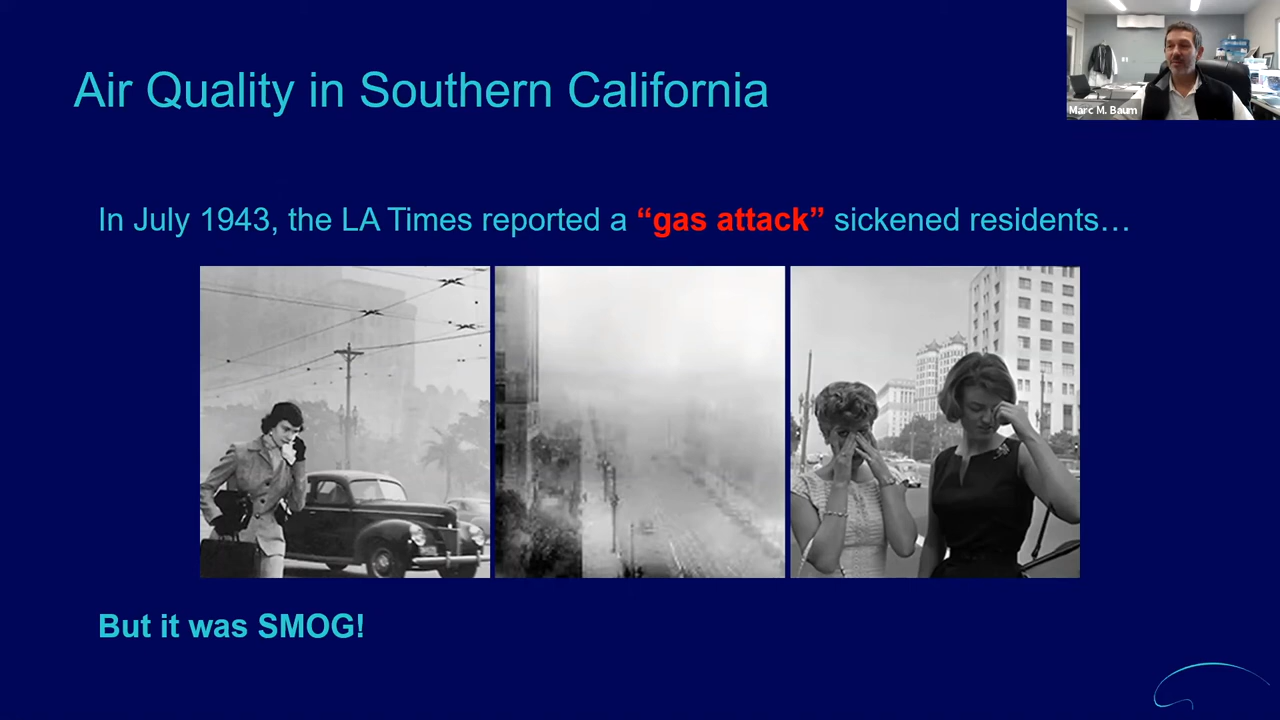 Air Quality in Southern California
Marc M. Baum
In July 1943, the LA Times reported a “gas attack” sickened residents…
But it was SMOG!